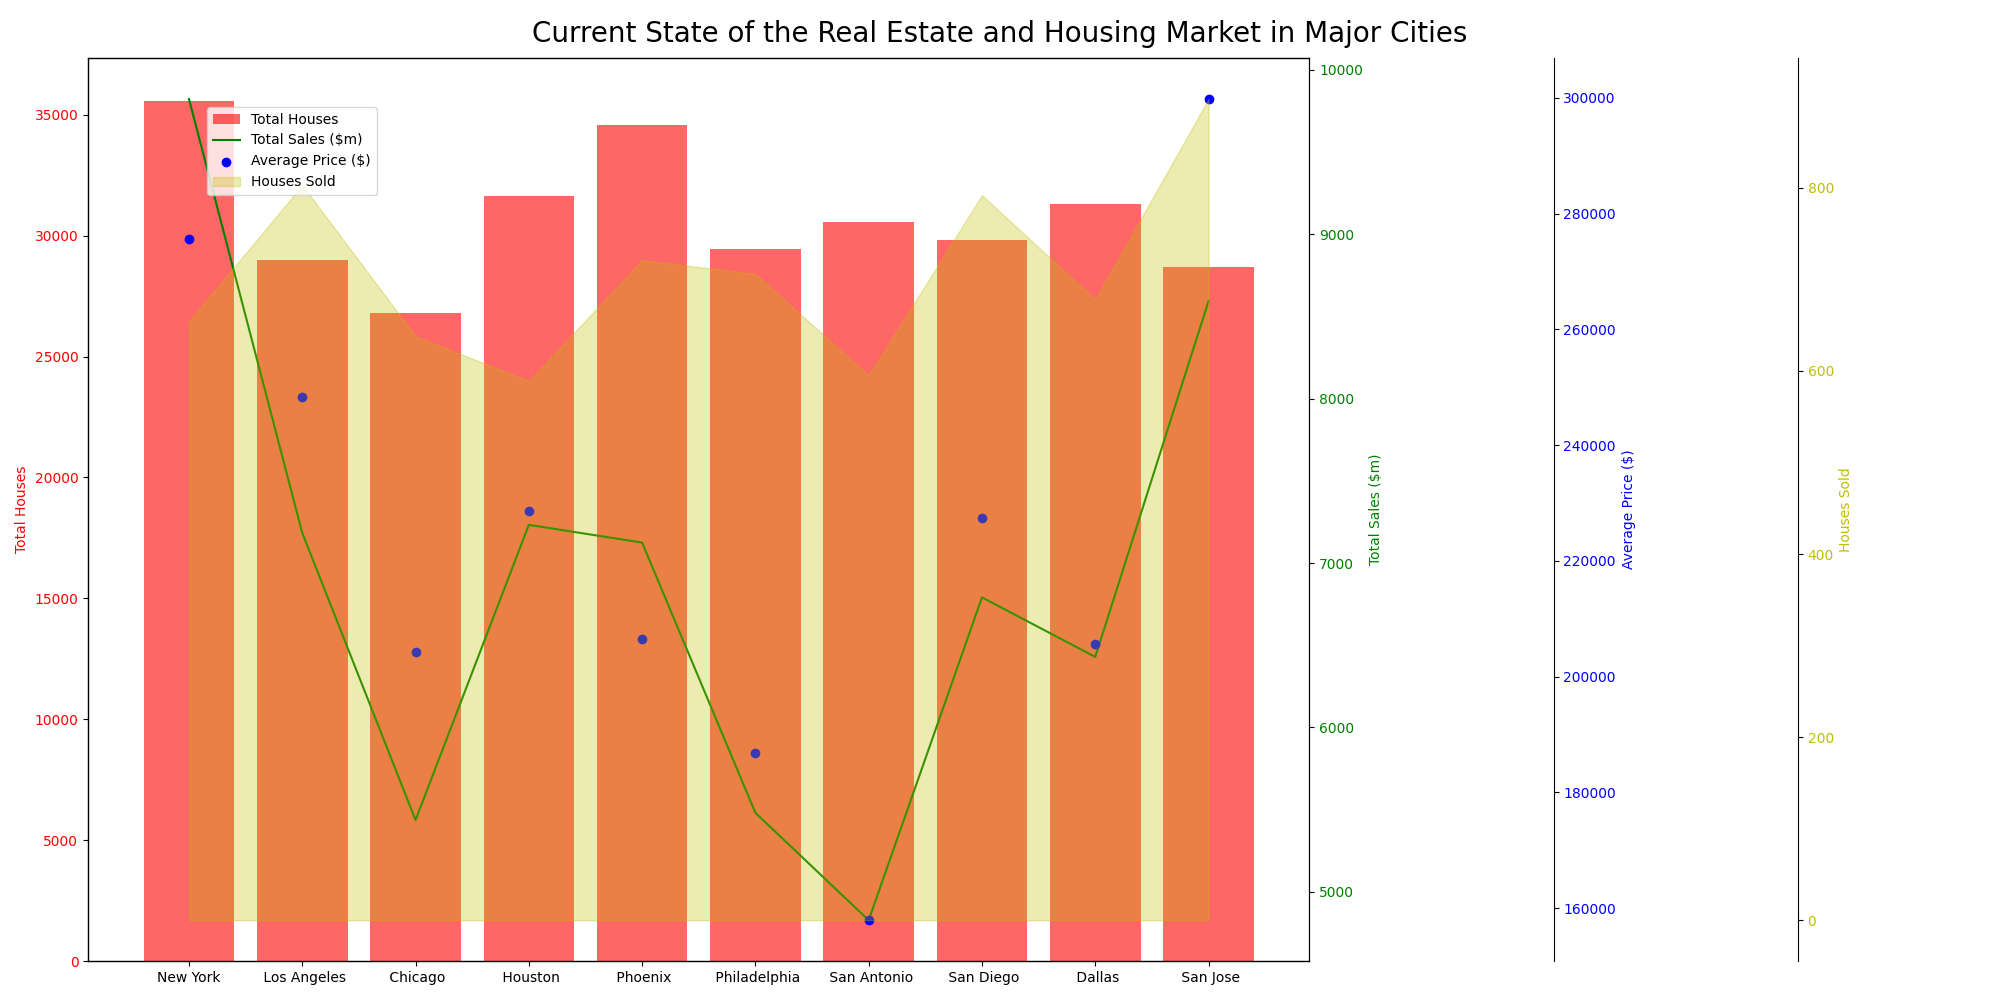 Current State of the Real Estate and Housing Market in Major Cities
Total Houses
Total Sales ($m)
Average Price ($)
Houses Sold
35000
30000
25000
20000
15000
10000
5000
0
Total Houses
New York
Los Angeles
Chicago
Houston
Phoenix
Philadelphia
San Antonio
San Diego
Dallas
San Jose
10000
9000
8000
7000
6000
5000
Total Sales ($m)
300000
280000
260000
240000
220000
200000
180000
160000
Average Price ($)
800
600
400
200
0
Houses Sold